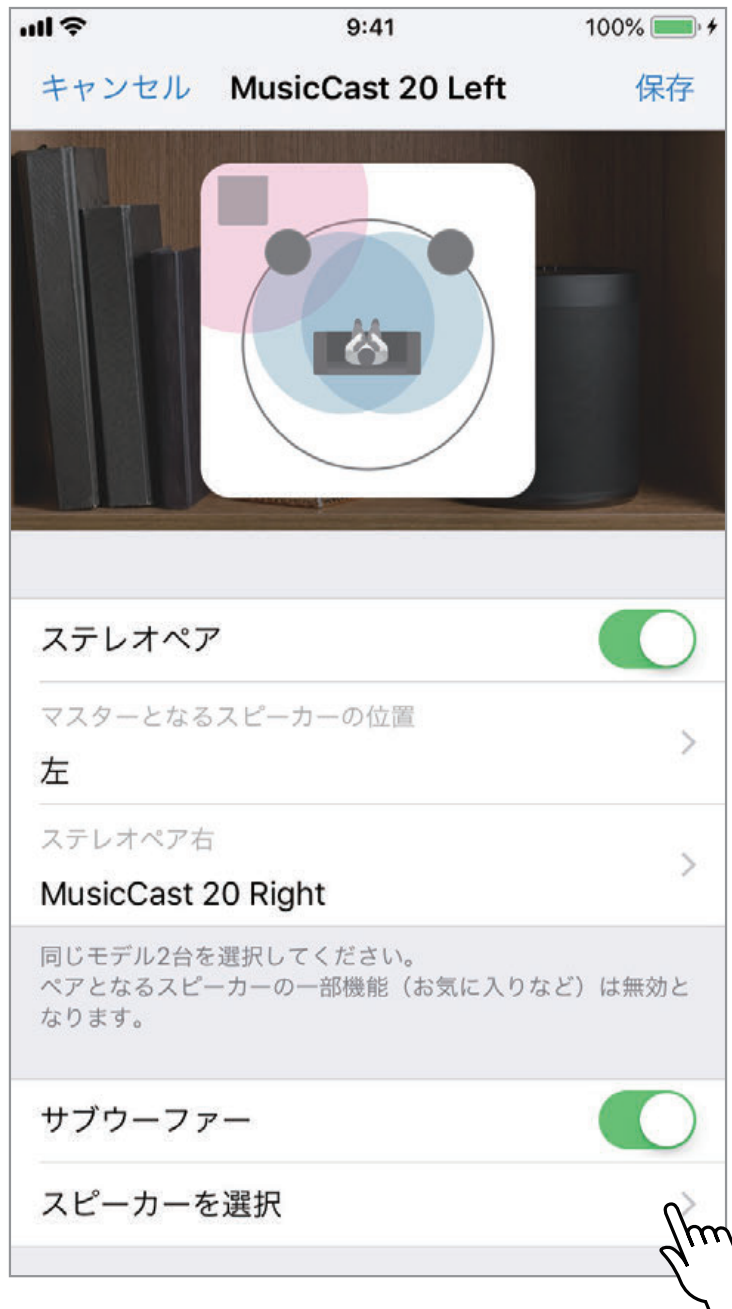 9:41
100%
キャンセル
MusicCast 20 Left
保存
ステレオペア
マスターとなるスピーカーの位置
左
ステレオペア右
MusicCast 20 Right
同じモデル2台を選択してください。
ペアとなるスピーカーの一部機能（お気に入りなど）は無効と
なります。
サブウーファー
スピーカーを選択